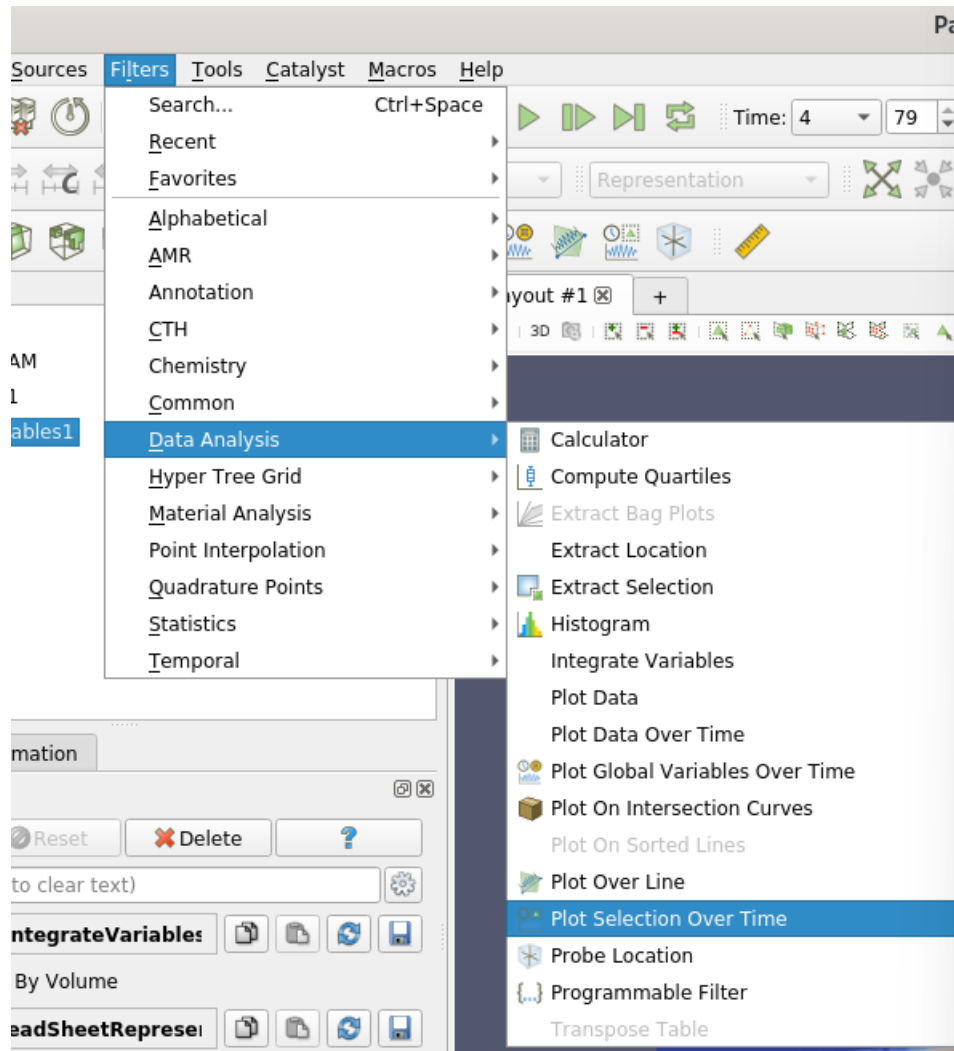 Pa
Sources Filters Tools Catalyst Macros Help
Search... Ctrl+Space
Recent
Favorites
Alphabetical
AMR
Annotation
CTH
Chemistry
Common
Data Analysis
Hyper Tree Grid
Material Analysis
Point Interpolation
Quadrature Points
Statistics
Temporal
Time: 4 79
Representation
ayout #1 +
3D
AM
1
ables1
Calculator
Compute Quartiles
Extract Bag Plots
Extract Location
Extract Selection
Histogram
Integrate Variables
Plot Data
Plot Data Over Time
Plot Global Variables Over Time
Plot On Intersection Curves
Plot On Sorted Lines
Plot Over Line
Plot Selection Over Time
Probe Location
Programmable Filter
Transpose Table
mation
Reset Delete ?
to clear text)
ntegrateVariables
By Volume
eadSheetRepresei